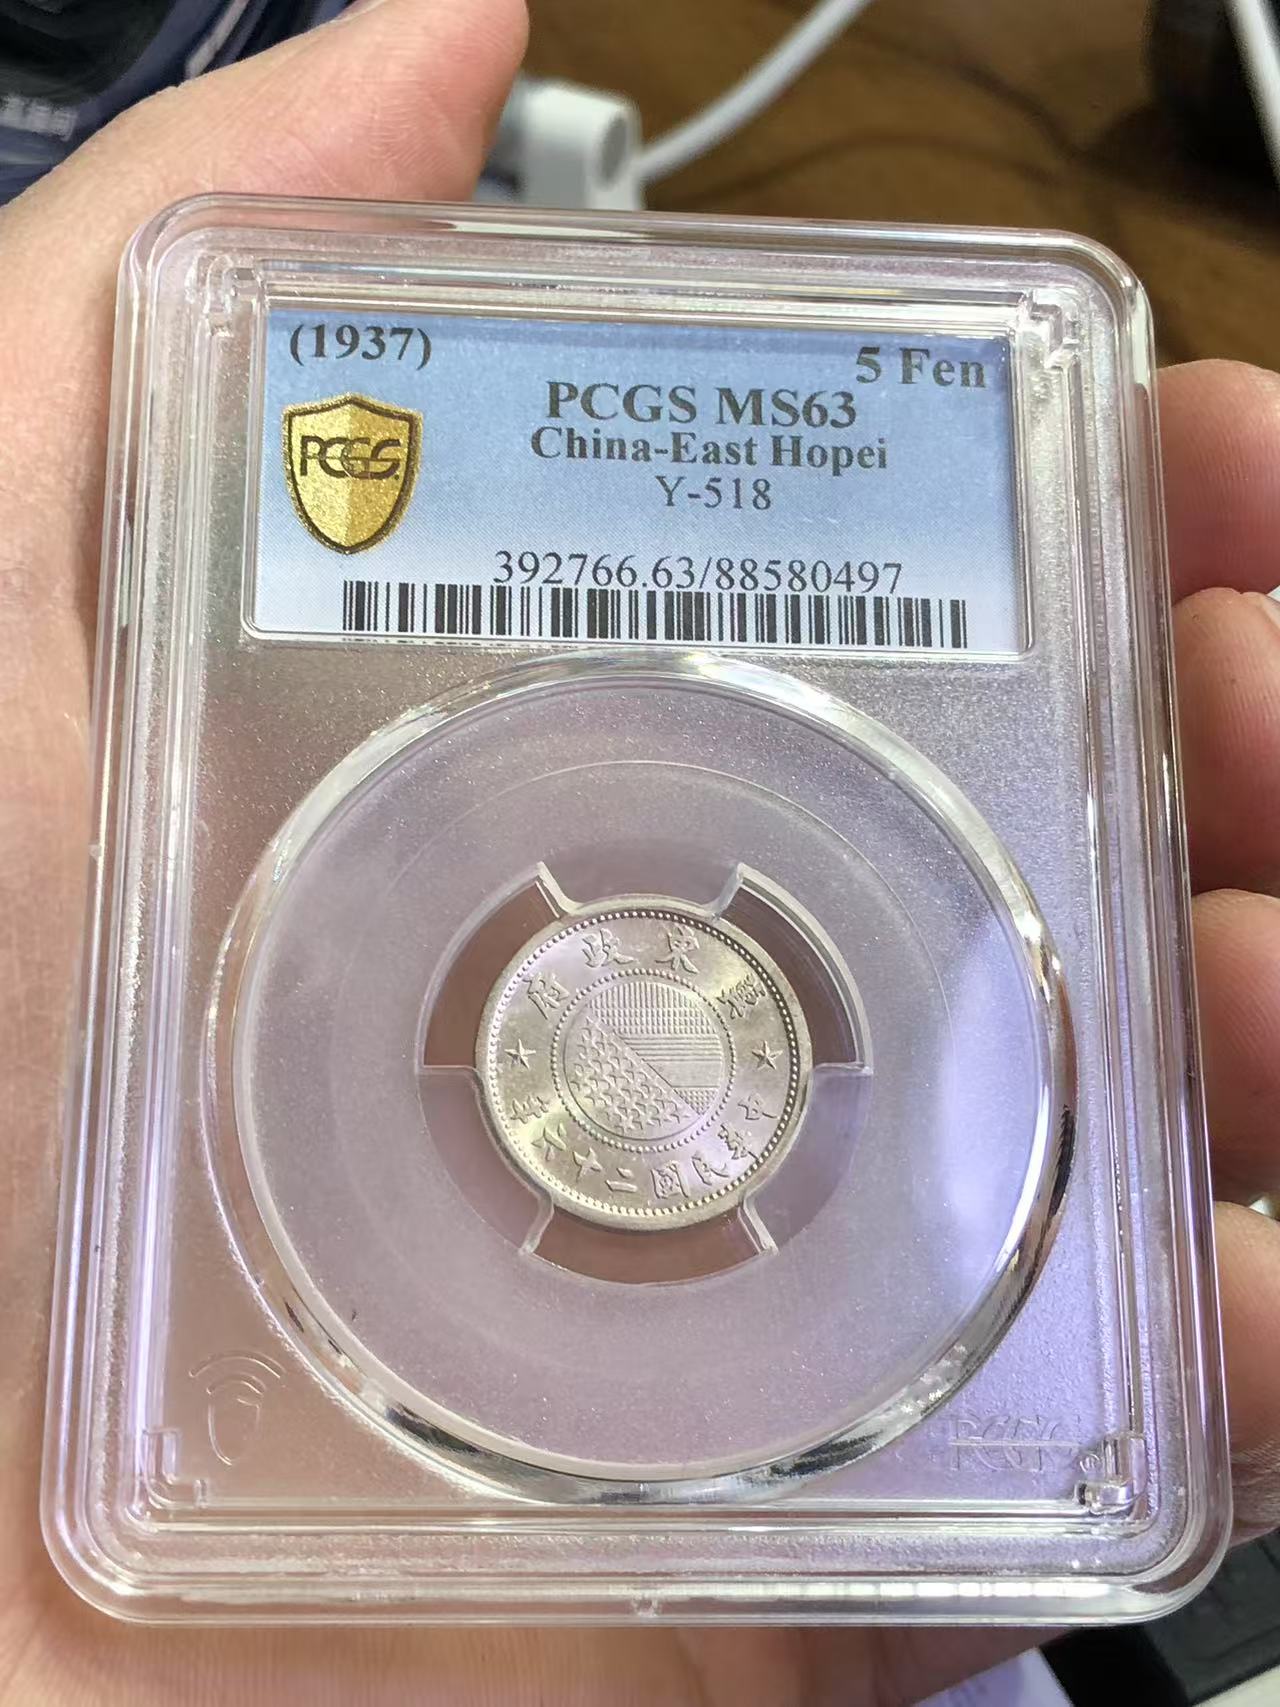 (1937)
5 Fen
PCGS MS63
China-East Hopei
Y-518
PCGS
392766.63/88580497
冀東政府
中華民國二十六年
PCGS